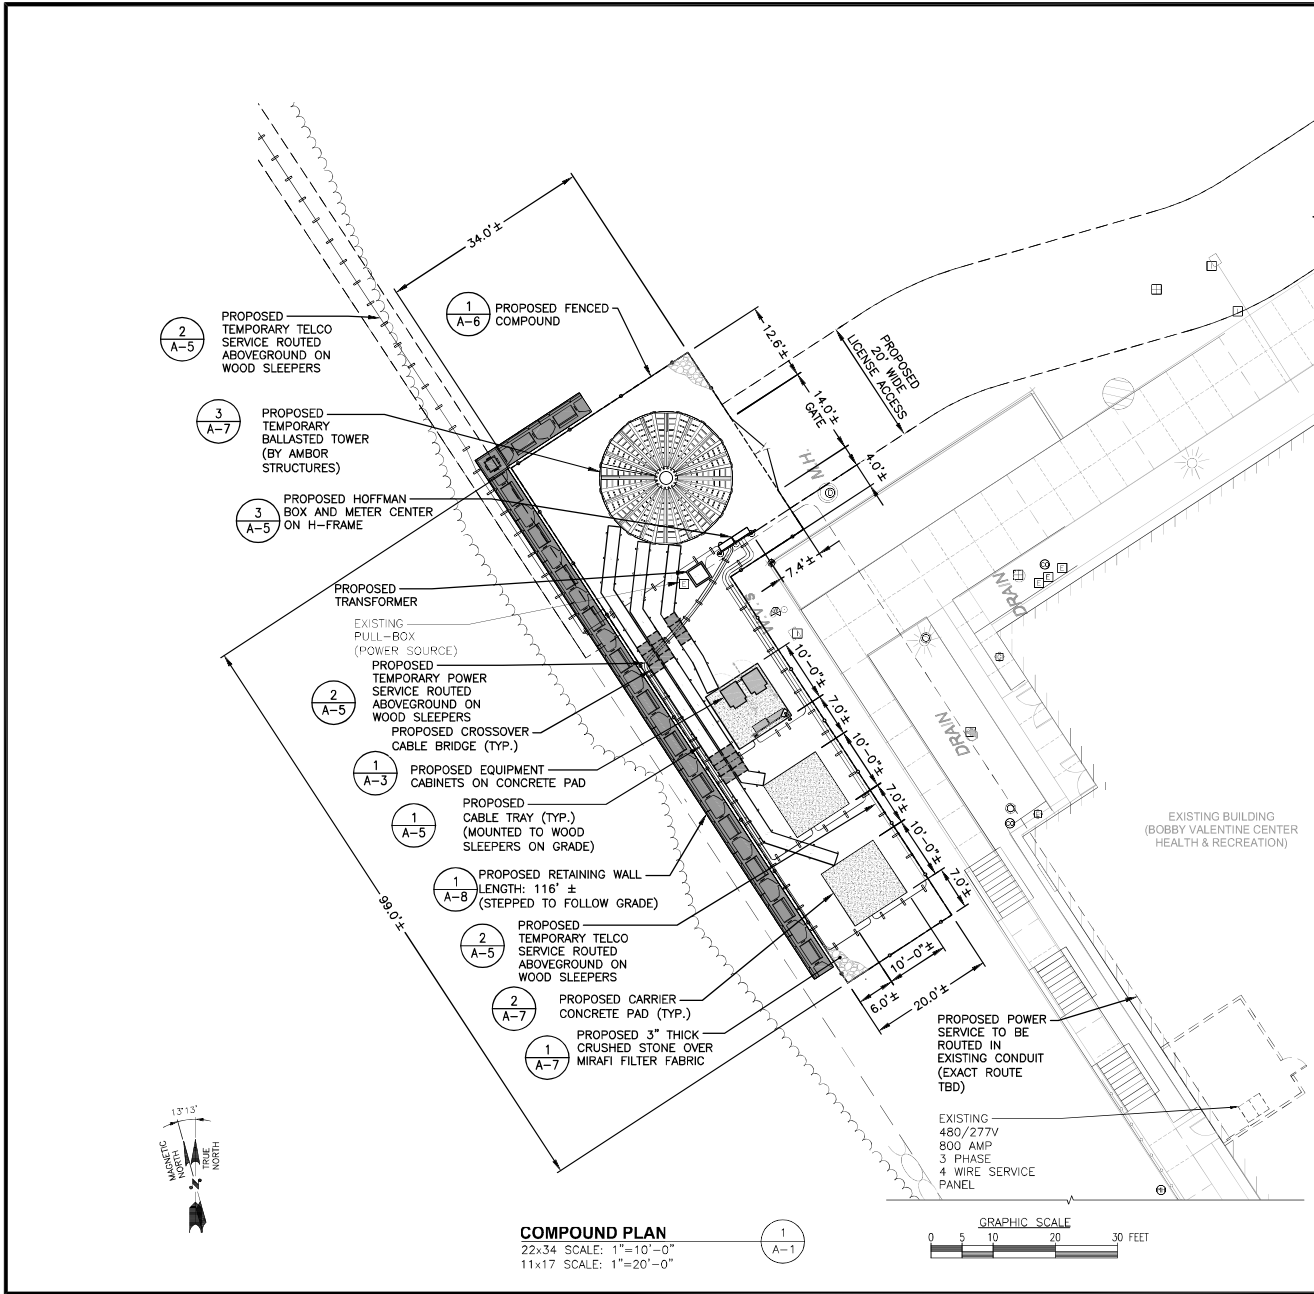 34.0'±
1
A-6
PROPOSED FENCED
COMPOUND
2
A-5
PROPOSED
TEMPORARY TELCO
SERVICE ROUTED
ABOVEGROUND ON
WOOD SLEEPERS
12.6'±
PROPOSED
20' WIDE
LICENSE ACCESS
14.0'±
GATE
4.0'±
3
A-7
PROPOSED
TEMPORARY
BALLASTED TOWER
(BY AMBOR
STRUCTURES)
M.H.
D
3
A-5
PROPOSED HOFFMAN
BOX AND METER CENTER
ON H-FRAME
7.4'±
PROPOSED
TRANSFORMER
E
E
E
DRAIN
W.V.'s
EXISTING
PULL-BOX
(POWER SOURCE)
2
A-5
PROPOSED
TEMPORARY POWER
SERVICE ROUTED
ABOVEGROUND ON
WOOD SLEEPERS
10'-0"±
7.0'±
10'-0"±
7.0'±
10'-0"±
7.0'±
DRAIN
PROPOSED CROSSOVER
CABLE BRIDGE (TYP.)
1
A-3
PROPOSED EQUIPMENT
CABINETS ON CONCRETE PAD
1
A-5
PROPOSED
CABLE TRAY (TYP.)
(MOUNTED TO WOOD
SLEEPERS ON GRADE)
EXISTING BUILDING
(BOBBY VALENTINE CENTER
HEALTH & RECREATION)
1
A-8
PROPOSED RETAINING WALL
LENGTH: 116' ±
(STEPPED TO FOLLOW GRADE)
99.0'±
2
A-5
PROPOSED
TEMPORARY TELCO
SERVICE ROUTED
ABOVEGROUND ON
WOOD SLEEPERS
10'-0"±
6.0'±
20.0'±
2
A-7
PROPOSED CARRIER
CONCRETE PAD (TYP.)
1
A-7
PROPOSED 3" THICK
CRUSHED STONE OVER
MIRAFI FILTER FABRIC
PROPOSED POWER
SERVICE TO BE
ROUTED IN
EXISTING CONDUIT
(EXACT ROUTE
TBD)
EXISTING
480/277V
800 AMP
3 PHASE
4 WIRE SERVICE
PANEL
13°13'
MAGNETIC
NORTH
TRUE
NORTH
N
COMPOUND PLAN
22x34 SCALE: 1"=10'-0"
11x17 SCALE: 1"=20'-0"
1
A-1
GRAPHIC SCALE
0 5 10 20 30 FEET